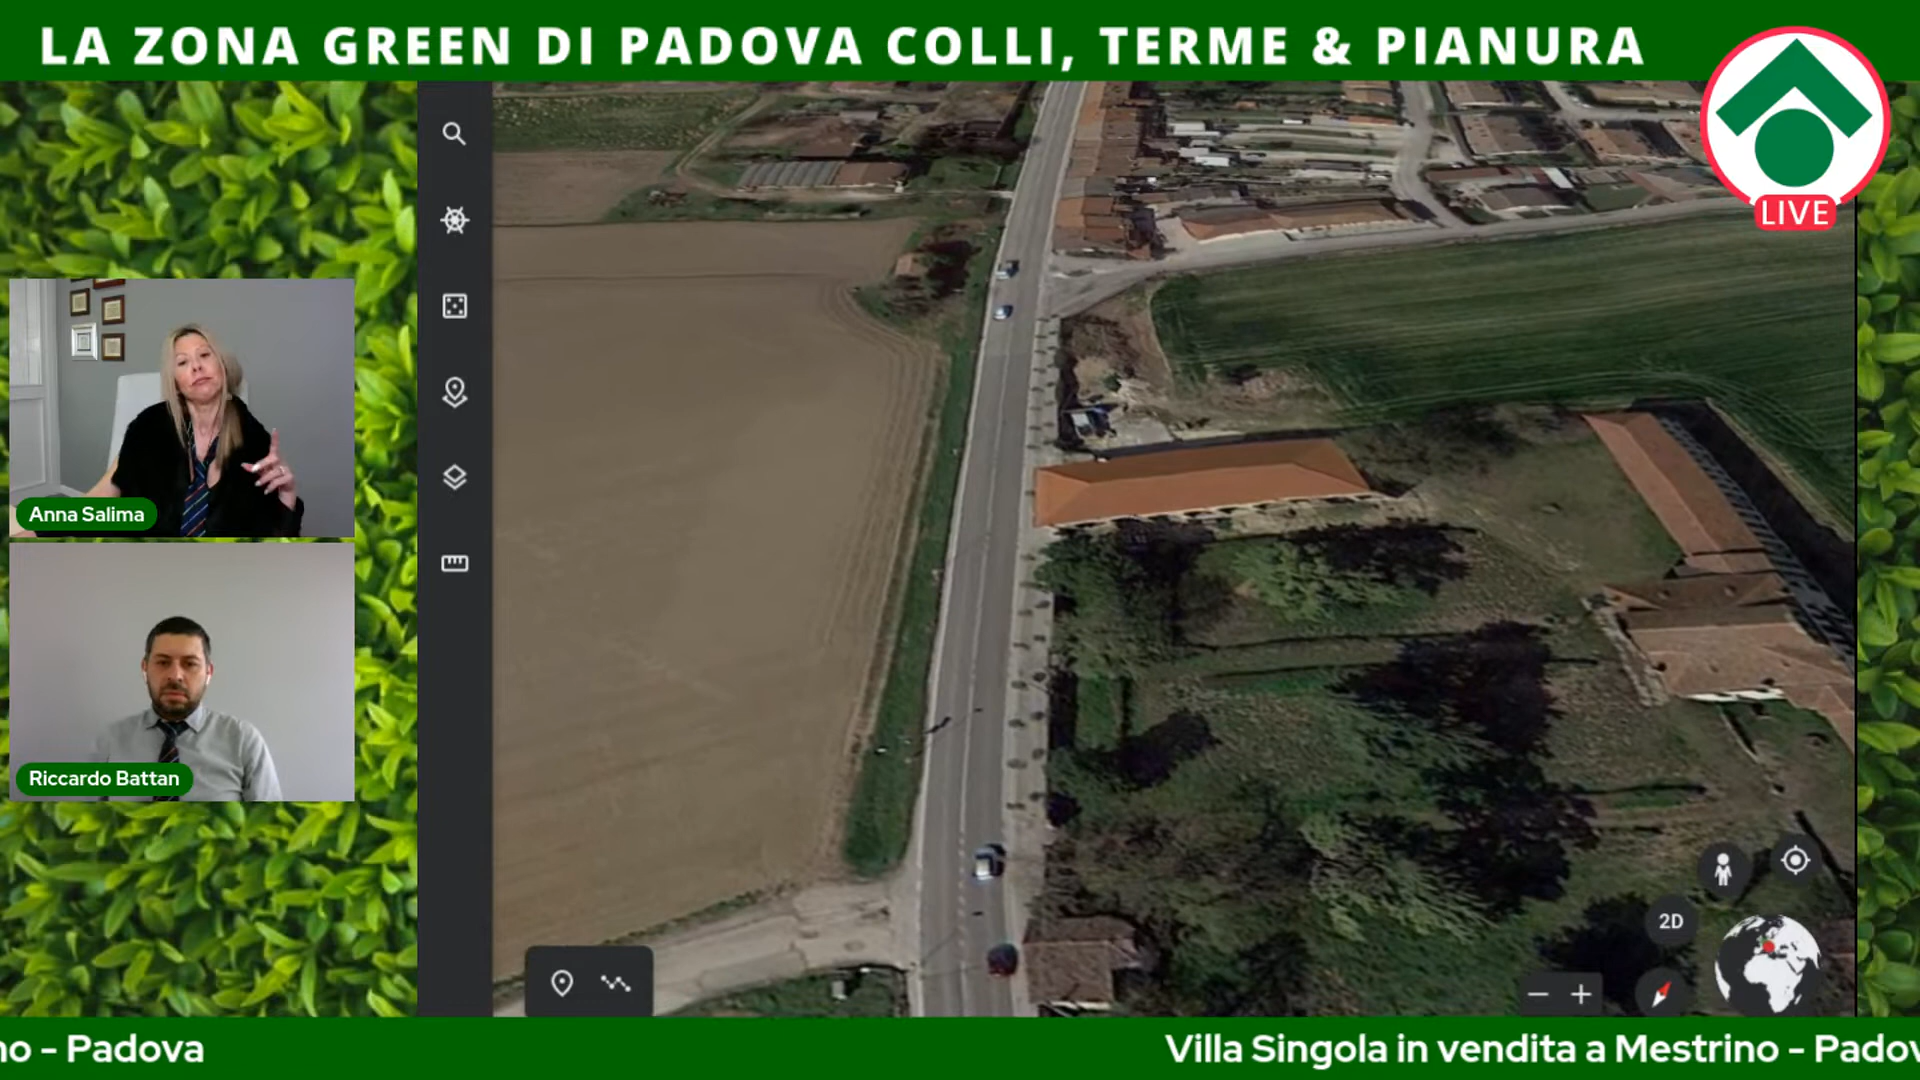 LA ZONA GREEN DI PADOVA COLLI, TERME & PIANURA
LIVE
Anna Salima
Riccardo Battan
2D
no - Padova
Villa Singola in vendita a Mestrino - Padov